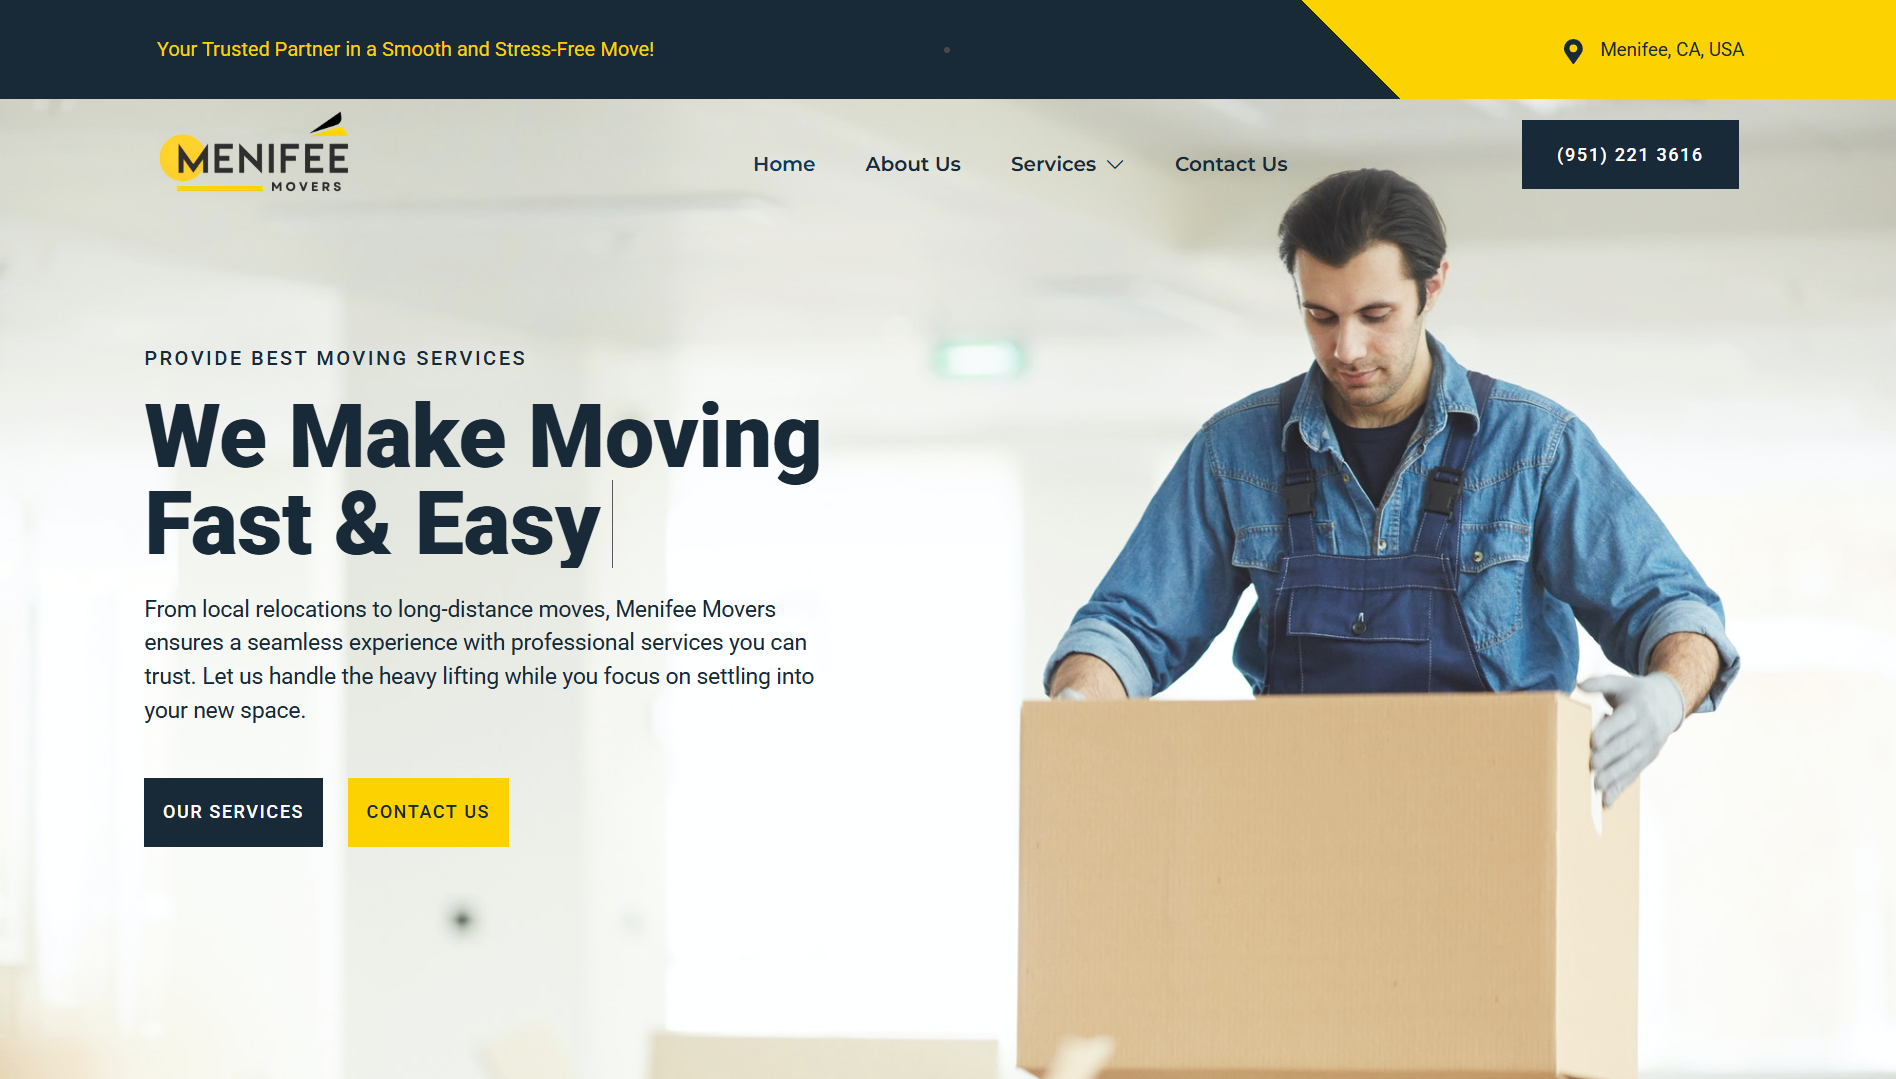 Your Trusted Partner in a Smooth and Stress-Free Move!
Menifee, CA, USA
MENIFEE
MOVERS
Home
About Us
Services
Contact Us
(951) 221 3616
PROVIDE BEST MOVING SERVICES
We Make Moving
Fast & Easy
From local relocations to long-distance moves, Menifee Movers
ensures a seamless experience with professional services you can
trust. Let us handle the heavy lifting while you focus on settling into
your new space.
OUR SERVICES
CONTACT US